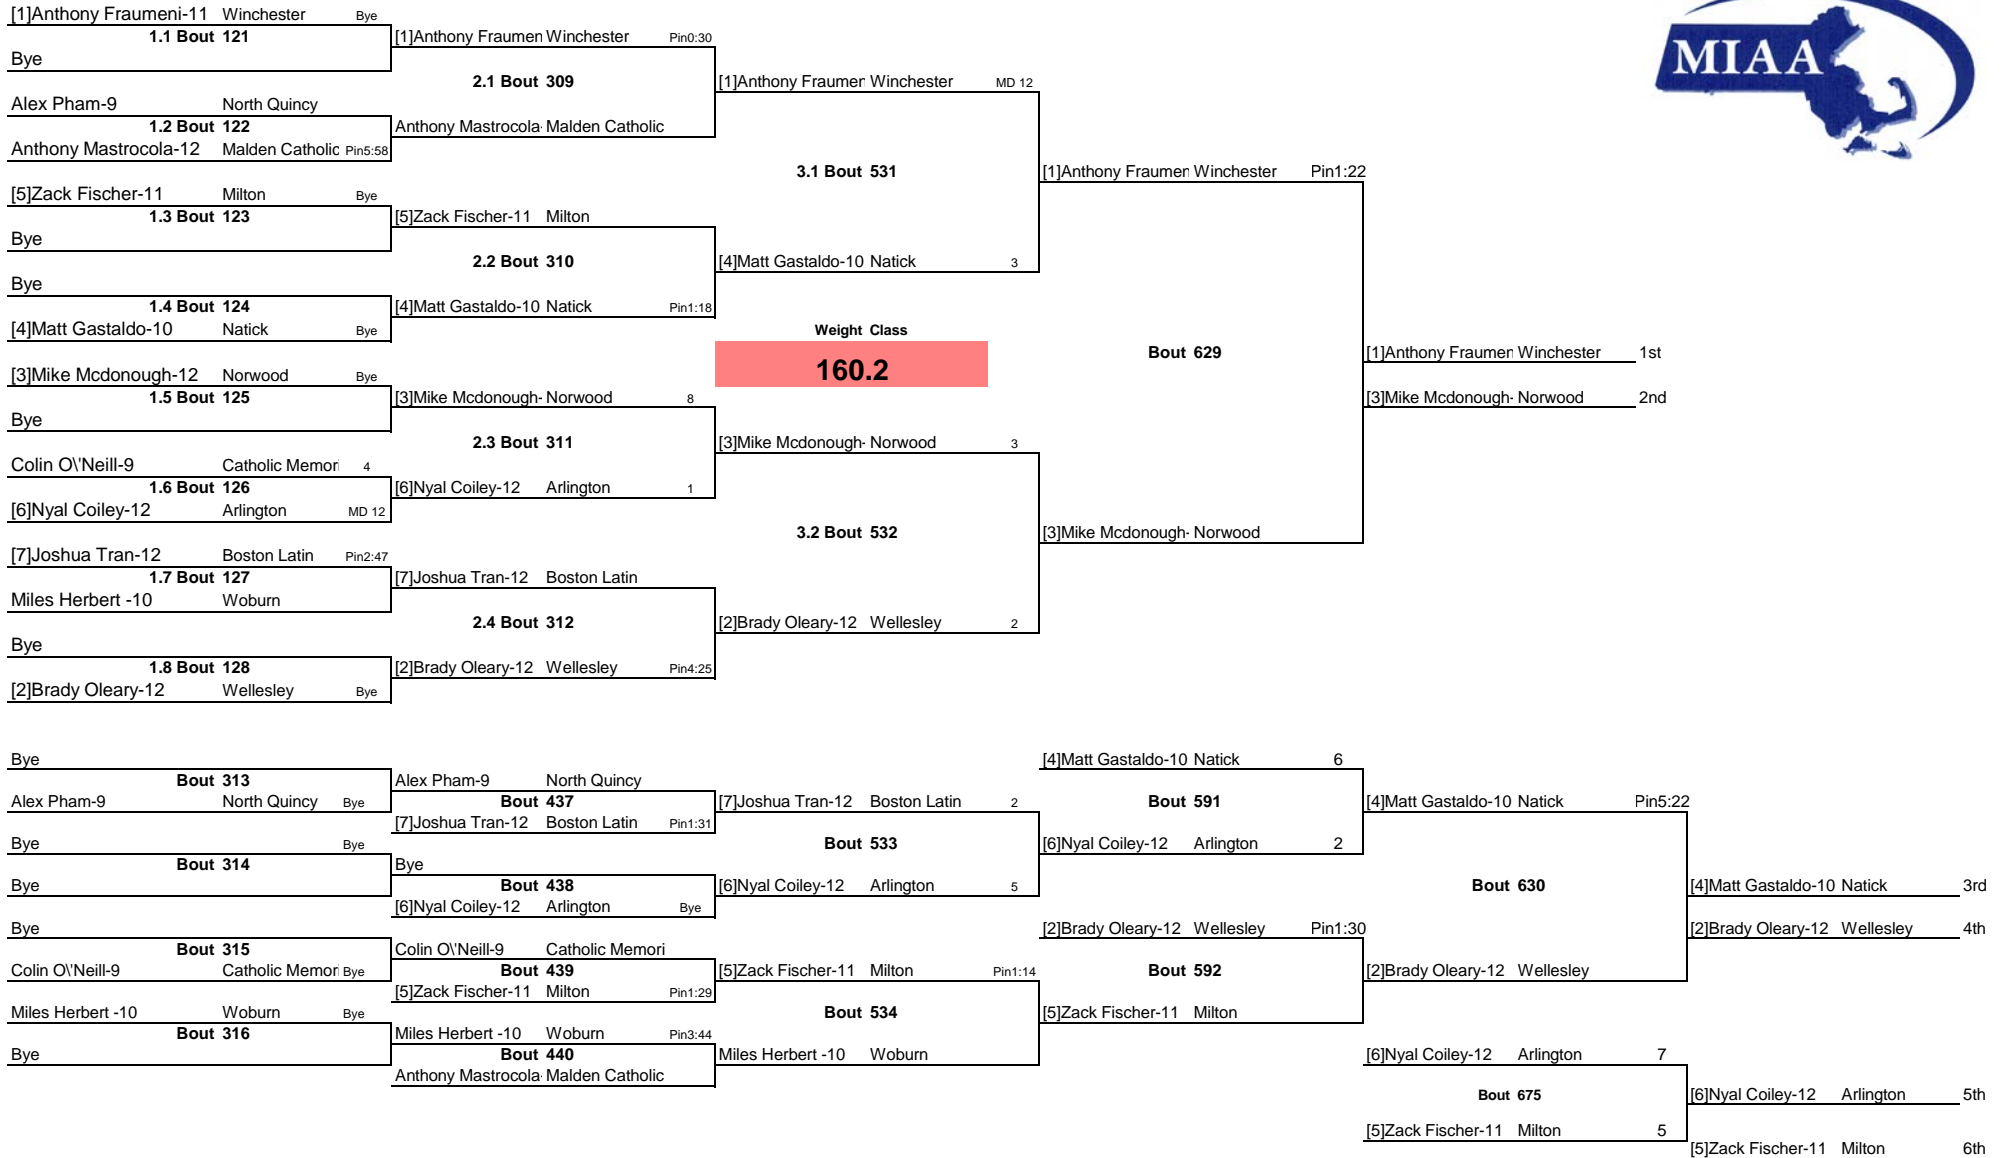 [1]Anthony Fraumeni-11 Winchester Bye
1.1 Bout 121
Bye
Alex Pham-9 North Quincy
1.2 Bout 122
Anthony Mastrocola-12 Malden Catholic Pin5:58
[5]Zack Fischer-11 Milton Bye
1.3 Bout 123
Bye
Bye
1.4 Bout 124
[4]Matt Gastaldo-10 Natick Bye
[3]Mike Mcdonough-12 Norwood Bye
1.5 Bout 125
Bye
Colin O\'Neill-9 Catholic Memori 4
1.6 Bout 126
[6]Nyal Coiley-12 Arlington MD 12
[7]Joshua Tran-12 Boston Latin Pin2:47
1.7 Bout 127
Miles Herbert -10 Woburn
Bye
1.8 Bout 128
[2]Brady Oleary-12 Wellesley Bye
[1]Anthony Fraumen Winchester Pin0:30
2.1 Bout 309
Anthony Mastrocola- Malden Catholic
[5]Zack Fischer-11 Milton
2.2 Bout 310
[4]Matt Gastaldo-10 Natick Pin1:18
[3]Mike Mcdonough- Norwood 8
2.3 Bout 311
[6]Nyal Coiley-12 Arlington 1
[7]Joshua Tran-12 Boston Latin
2.4 Bout 312
[2]Brady Oleary-12 Wellesley Pin4:25
[1]Anthony Fraumen Winchester MD 12
3.1 Bout 531
[4]Matt Gastaldo-10 Natick 3
Weight Class
160.2
[3]Mike Mcdonough- Norwood 3
3.2 Bout 532
[2]Brady Oleary-12 Wellesley 2
[1]Anthony Fraumen Winchester Pin1:22
Bout 629
[3]Mike Mcdonough- Norwood
MIAA
[1]Anthony Fraumen Winchester 1st
[3]Mike Mcdonough- Norwood 2nd
Bye
Bout 313
Alex Pham-9 North Quincy Bye
Bye Bye
Bout 314
Bye
Bye
Bout 315
Colin O\'Neill-9 Catholic Memori Bye
Miles Herbert -10 Woburn Bye
Bout 316
Bye
Alex Pham-9 North Quincy
Bout 437
[7]Joshua Tran-12 Boston Latin Pin1:31
Bye
Bout 438
[6]Nyal Coiley-12 Arlington Bye
Colin O\'Neill-9 Catholic Memori
Bout 439
[5]Zack Fischer-11 Milton Pin1:29
Miles Herbert -10 Woburn Pin3:44
Bout 440
Anthony Mastrocola- Malden Catholic
[7]Joshua Tran-12 Boston Latin 2
Bout 533
[6]Nyal Coiley-12 Arlington 5
[5]Zack Fischer-11 Milton Pin1:14
Bout 534
Miles Herbert -10 Woburn
[4]Matt Gastaldo-10 Natick 6
Bout 591
[6]Nyal Coiley-12 Arlington 2
[2]Brady Oleary-12 Wellesley Pin1:30
Bout 592
[5]Zack Fischer-11 Milton
[4]Matt Gastaldo-10 Natick Pin5:22
Bout 630
[2]Brady Oleary-12 Wellesley
[6]Nyal Coiley-12 Arlington 7
Bout 675
[5]Zack Fischer-11 Milton 5
[4]Matt Gastaldo-10 Natick 3rd
[2]Brady Oleary-12 Wellesley 4th
[6]Nyal Coiley-12 Arlington 5th
[5]Zack Fischer-11 Milton 6th